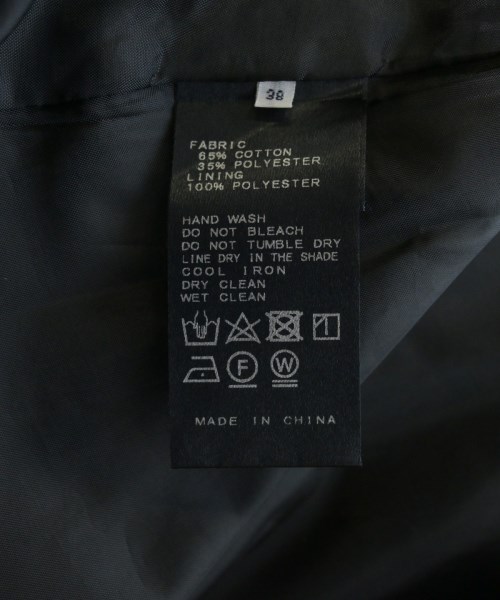 38
FABRIC
65% COTTON
35% POLYESTER
LINING
100% POLYESTER
HAND WASH
DO NOT BLEACH
DO NOT TUMBLE DRY
LINE DRY IN THE SHADE
COOL IRON
DRY CLEAN
WET CLEAN
F W
MADE IN CHINA